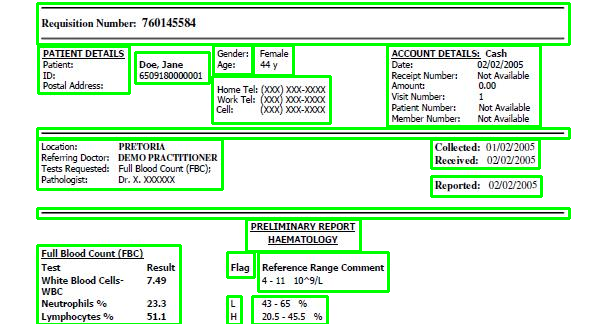 Requisition Number: 760145584
PATIENT DETAILS
Patient: Doe, Jane
ID: 6509180000001
Postal Address:
Gender: Female
Age: 44 y
Home Tel: (XXX) XXX-XXXX
Work Tel: (XXX) XXX-XXXX
Cell: (XXX) XXX-XXXX
ACCOUNT DETAILS: Cash
Date: 02/02/2005
Receipt Number: Not Available
Amount: 0.00
Visit Number: 1
Patient Number: Not Available
Member Number: Not Available
Location: PRETORIA
Referring Doctor: DEMO PRACTITIONER
Tests Requested: Full Blood Count (FBC);
Pathologist: Dr. X. XXXXXX
Collected: 01/02/2005
Received: 02/02/2005
Reported: 02/02/2005
PRELIMINARY REPORT
HAEMATOLOGY
Full Blood Count (FBC)
Test Result Flag Reference Range Comment
White Blood Cells- 7.49 4 - 11 10^9/L
WBC
Neutrophils % 23.3 L 43 - 65 %
Lymphocytes % 51.1 H 20.5 - 45.5 %